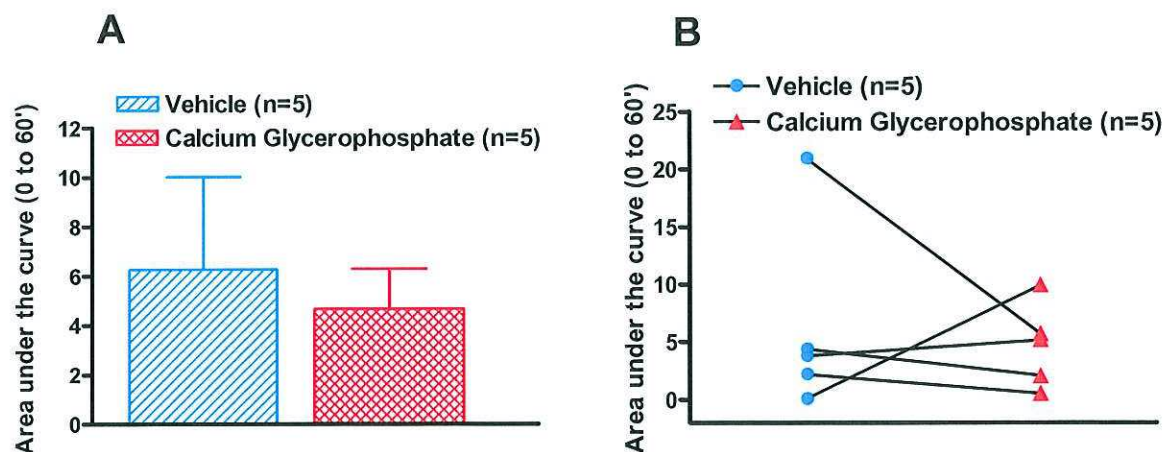 A
Vehicle (n=5)
Calcium Glycerophosphate (n=5)
Area under the curve (0 to 60')
12
10
8
6
4
2
0
B
Vehicle (n=5)
Calcium Glycerophosphate (n=5)
Area under the curve (0 to 60')
25
20
15
10
5
0